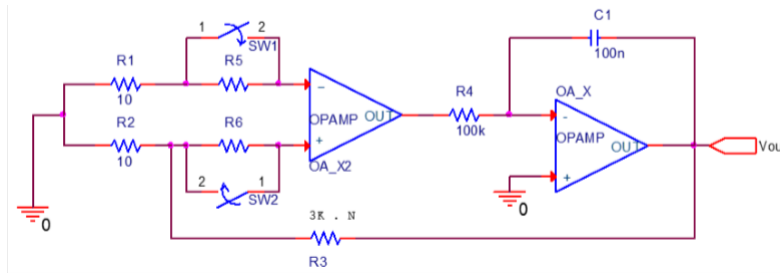 C1
100n
1 2
SW1
R1
10
R5
R4
100k
OPAMP
OUT
-
+
OA_X2
OA_X
OPAMP
OUT
-
+
Vou
R2
10
R6
2 1
SW2
0
0
3K . N
R3